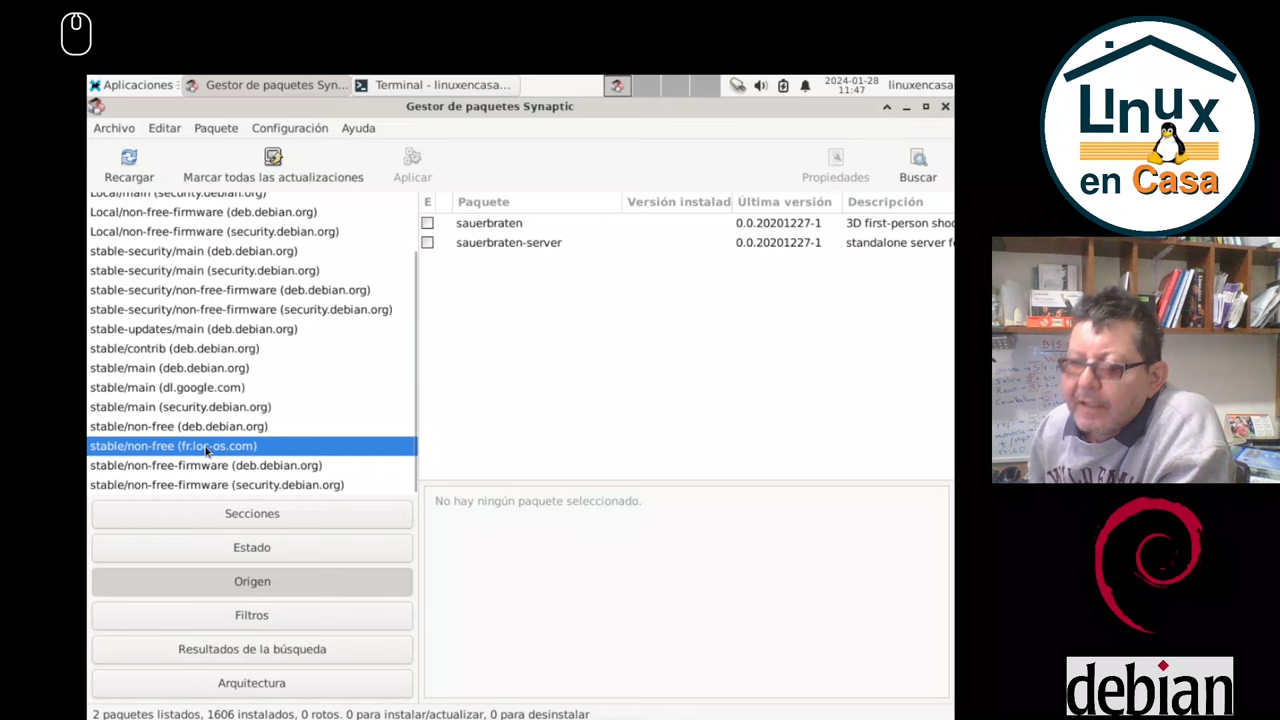 Aplicaciones
Gestor de paquetes Syn...
Terminal - linuxencasa...
2024-01-28
11:47
linuxencasa
Gestor de paquetes Synaptic
Archivo
Editar
Paquete
Configuración
Ayuda
Recargar
Marcar todas las actualizaciones
Aplicar
Propiedades
Buscar
Local/main (security.debian.org)
Local/non-free-firmware (deb.debian.org)
Local/non-free-firmware (security.debian.org)
stable-security/main (deb.debian.org)
stable-security/main (security.debian.org)
stable-security/non-free-firmware (deb.debian.org)
stable-security/non-free-firmware (security.debian.org)
stable-updates/main (deb.debian.org)
stable/contrib (deb.debian.org)
stable/main (deb.debian.org)
stable/main (dl.google.com)
stable/main (security.debian.org)
stable/non-free (deb.debian.org)
stable/non-free (fr.loc-os.com)
stable/non-free-firmware (deb.debian.org)
stable/non-free-firmware (security.debian.org)
Secciones
Estado
Origen
Filtros
Resultados de la búsqueda
Arquitectura
E Paquete Versión instalad Última versión Descripción
sauerbraten 0.0.20201227-1 3D first-person shoo
sauerbraten-server 0.0.20201227-1 standalone server fo
No hay ningún paquete seleccionado.
2 paquetes listados, 1606 instalados, 0 rotos. 0 para instalar/actualizar, 0 para desinstalar
LInux
en Casa
debian